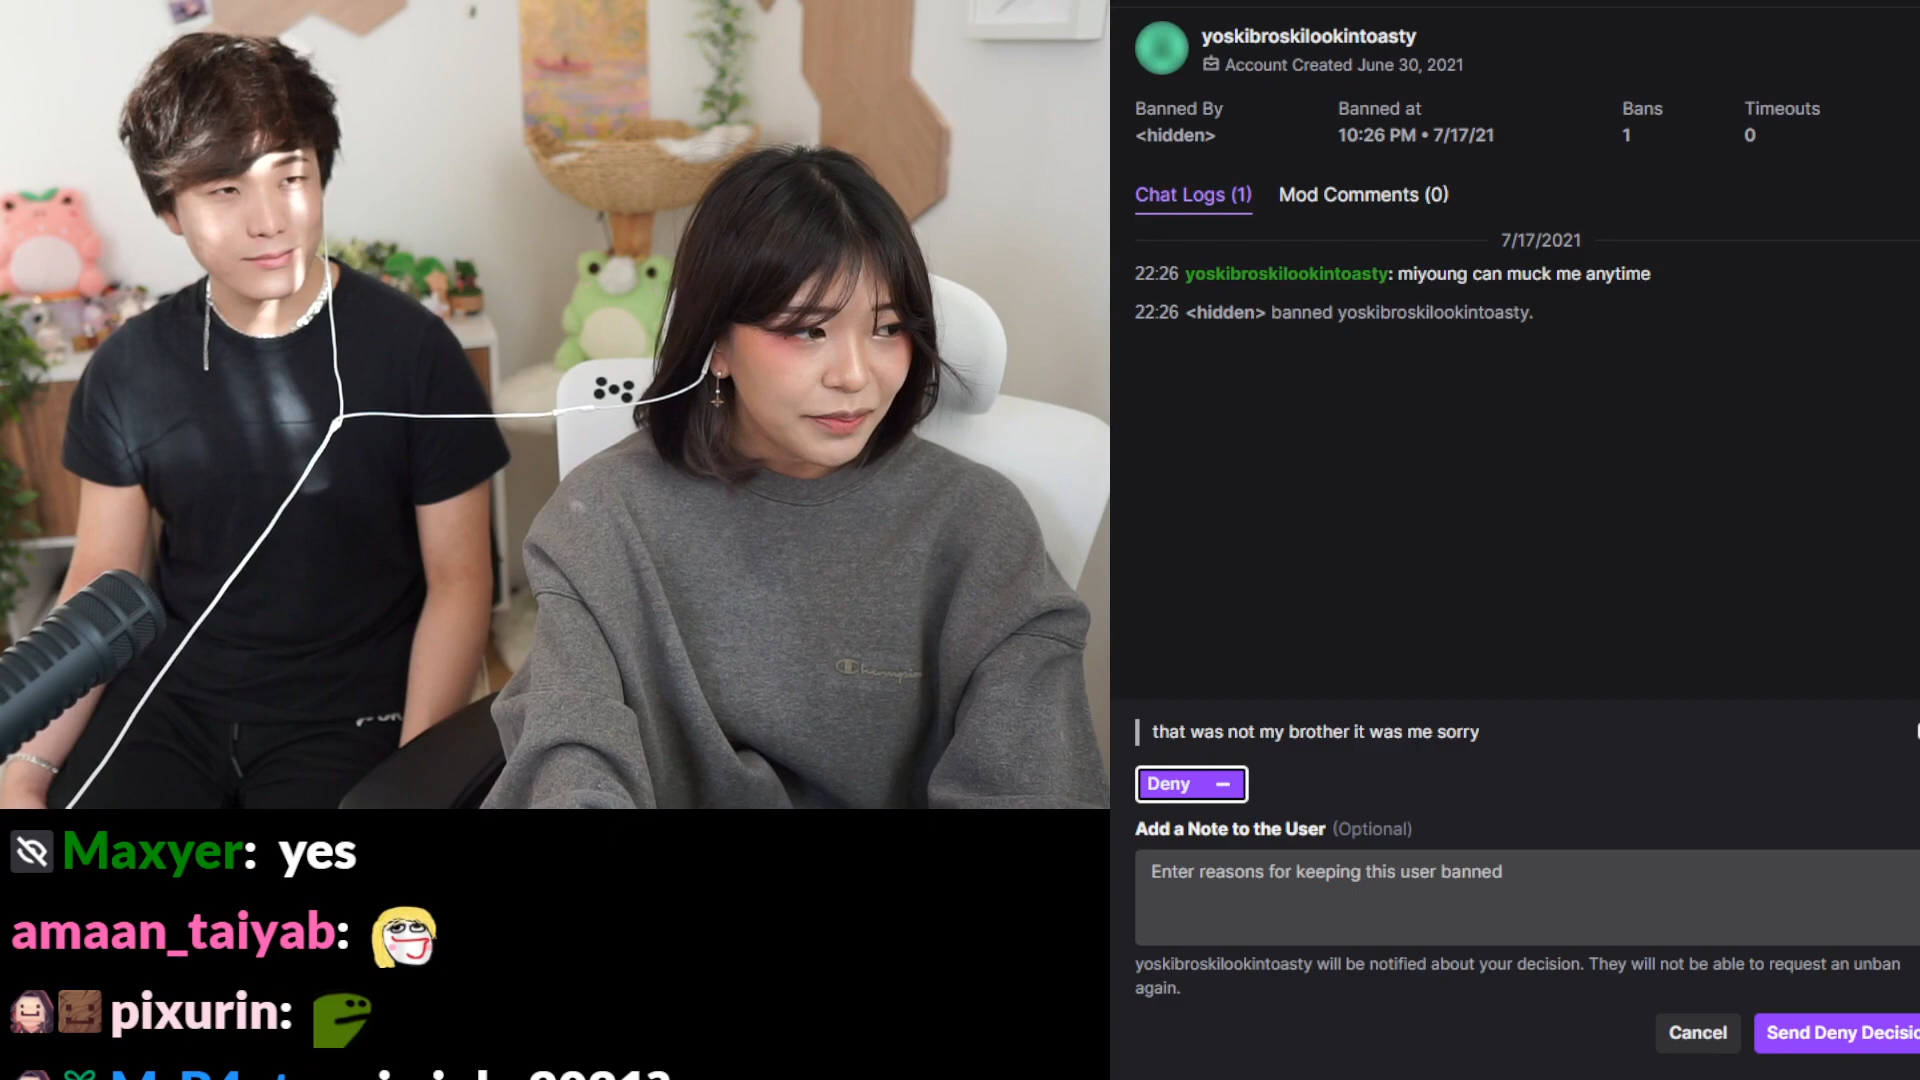 yoskibroskilookintoasty
Account Created June 30, 2021
Banned By
Banned at
Bans
Timeouts
<hidden>
10:26 PM • 7/17/21
1
0
Chat Logs (1)
Mod Comments (0)
7/17/2021
22:26 yoskibroskilookintoasty: miyoung can muck me anytime
22:26 <hidden> banned yoskibroskilookintoasty.
that was not my brother it was me sorry
Deny
Add a Note to the User (Optional)
Enter reasons for keeping this user banned
yoskibroskilookintoasty will be notified about your decision. They will not be able to request an unban
again.
Cancel
Send Deny Decisio
Champion
Maxyer: yes
amaan_taiyab:
pixurin: